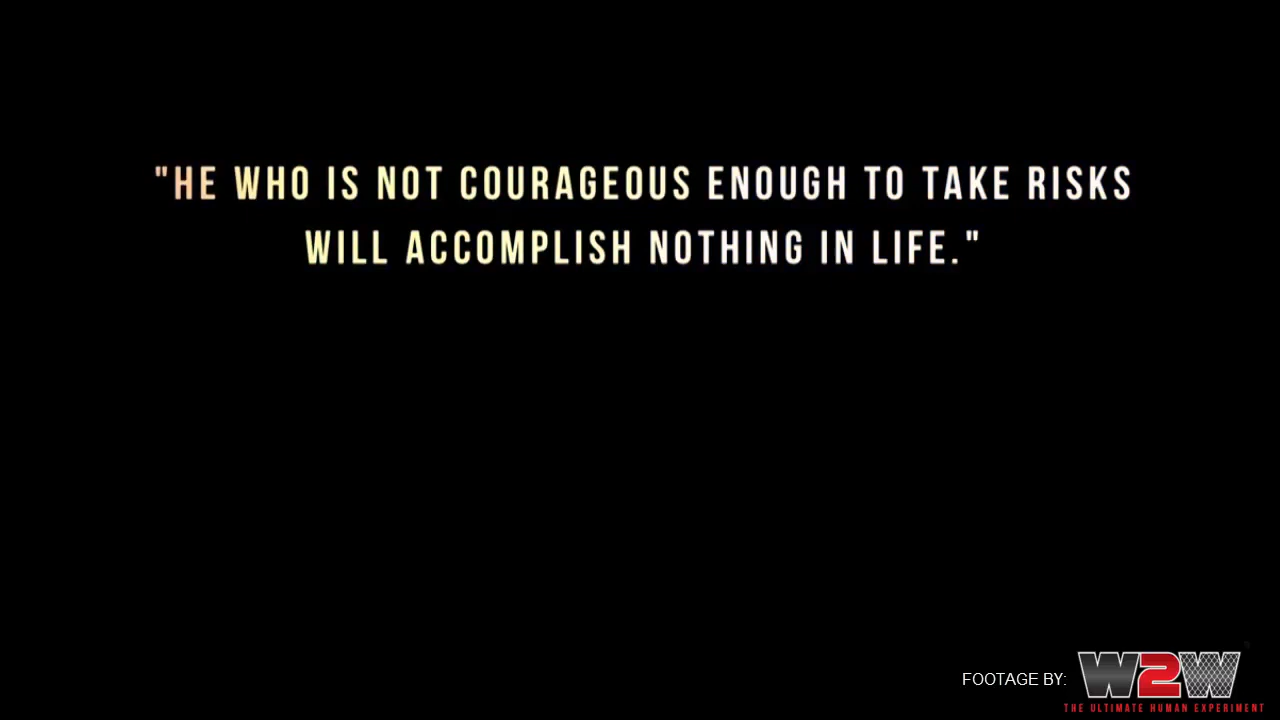 "HE WHO IS NOT COURAGEOUS ENOUGH TO TAKE RISKS
WILL ACCOMPLISH NOTHING IN LIFE."
FOOTAGE BY: W2W
THE ULTIMATE HUMAN EXPERIMENT